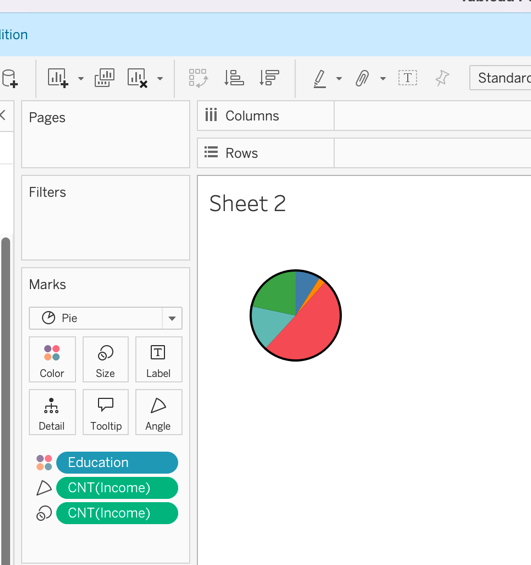 ition
Standard
Pages
Columns
Rows
Filters
Sheet 2
Marks
Pie
Color
Size
Label
Detail
Tooltip
Angle
Education
CNT(Income)
CNT(Income)